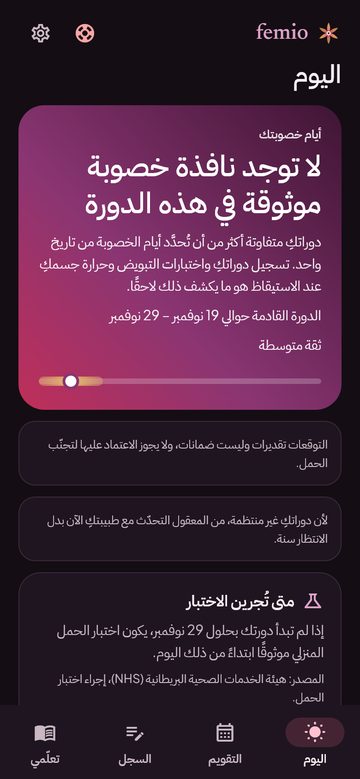 femio
اليوم
أيام خصوبتك
لا توجد نافذة خصوبة
موثوقة في هذه الدورة
دوراتكِ متفاوتة أكثر من أن تُحدَّد أيام الخصوبة من تاريخ
واحد. تسجيل دوراتكِ واختبارات التبويض وحرارة جسمكِ
عند الاستيقاظ هو ما يكشف ذلك لاحقًا.
الدورة القادمة حوالي 19 نوفمبر – 29 نوفمبر
ثقة متوسطة
التوقعات تقديرات وليست ضمانات، ولا يجوز الاعتماد عليها لتجنّب
الحمل.
لأن دوراتكِ غير منتظمة، من المعقول التحدّث مع طبيبتكِ الآن بدل
الانتظار سنة.
متى تُجرين الاختبار
إذا لم تبدأ دورتك بحلول 29 نوفمبر، يكون اختبار الحمل
المنزلي موثوقًا ابتداءً من ذلك اليوم.
المصدر: هيئة الخدمات الصحية البريطانية (NHS)، إجراء اختبار
الحمل.
اليوم
التقويم
السجل
تعلّمي